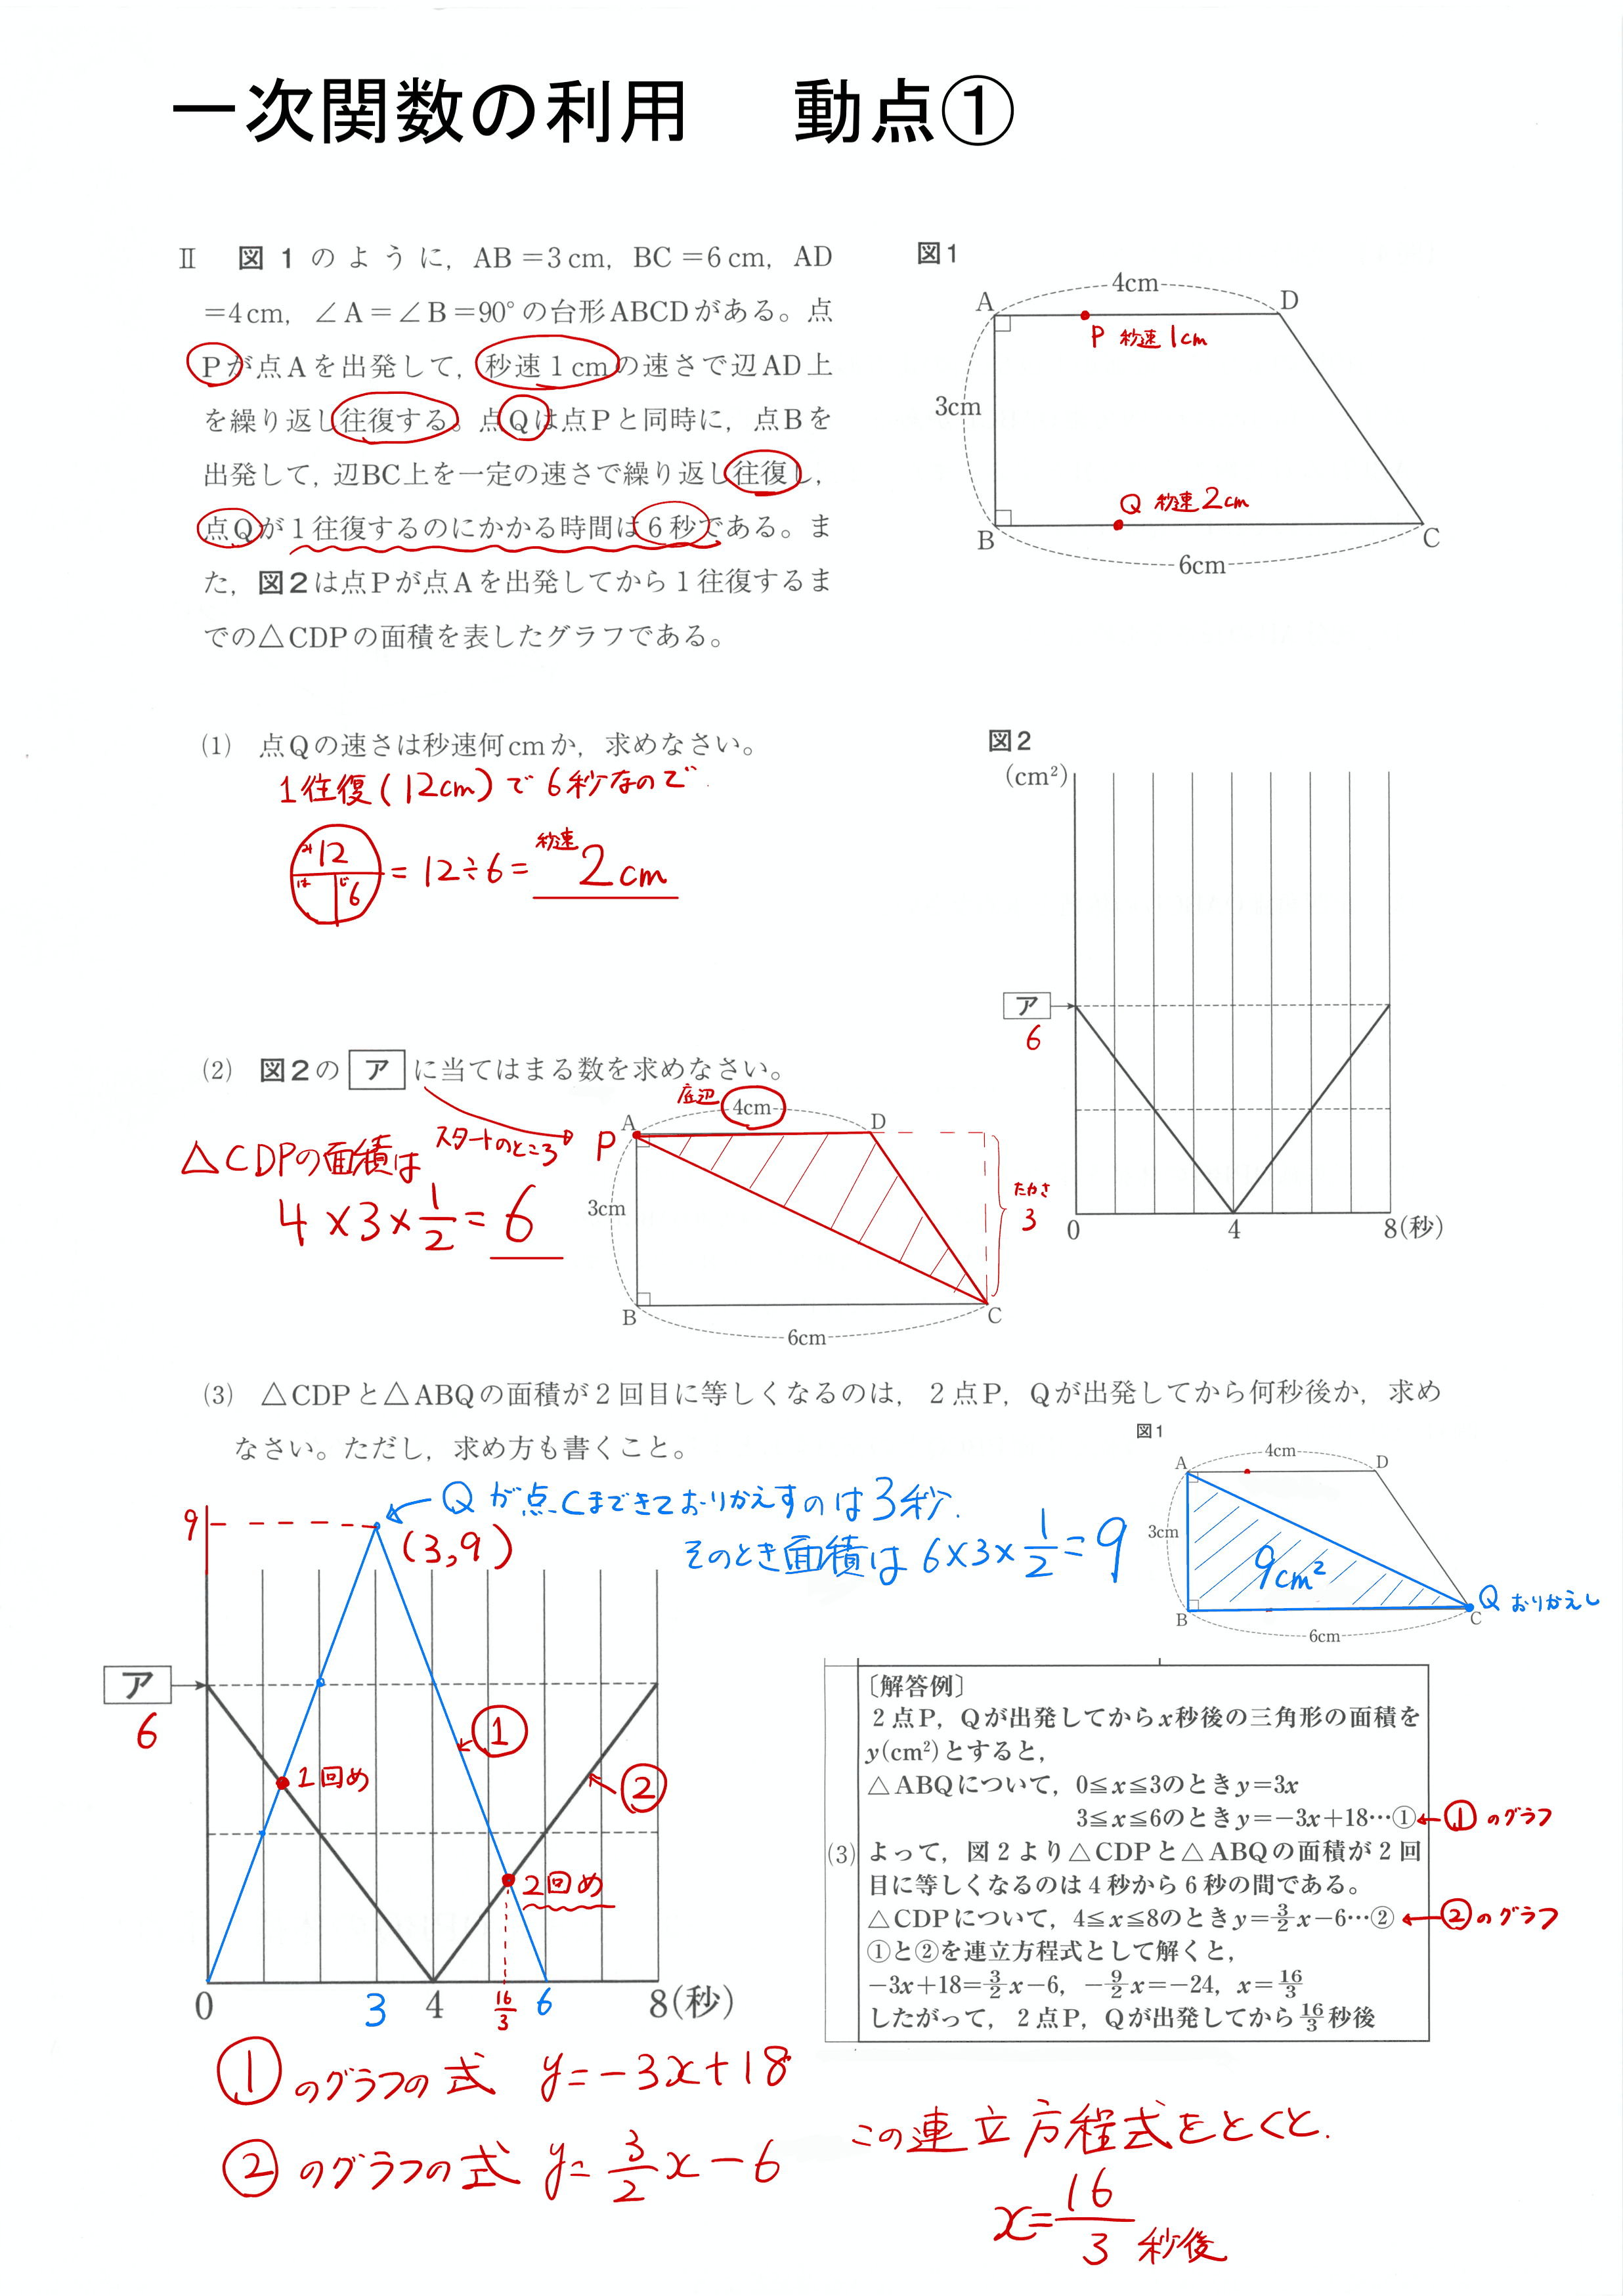 一次関数の利用　動点①
Ⅱ　図1のように，AB＝3cm，BC＝6cm，AD
＝4cm，∠A＝∠B＝90°の台形ABCDがある。点
Pが点Aを出発して，秒速1cmの速さで辺AD上
を繰り返し往復する。点Qは点Pと同時に，点Bを
出発して，辺BC上を一定の速さで繰り返し往復し，
点Qが1往復するのにかかる時間は6秒である。ま
た，図2は点Pが点Aを出発してから1往復するま
での△CDPの面積を表したグラフである。
図1
4cm
A
D
P 秒速1cm
3cm
Q 秒速2cm
B
C
6cm
(1)　点Qの速さは秒速何cmか，求めなさい。
1往復(12cm)で6秒なので
み 12
は じ 6
＝12÷6＝秒速2cm
図2
(cm²)
ア
6
0
4
8(秒)
(2)　図2の ア に当てはまる数を求めなさい。
スタートのところ
△CDPの面積は
4×3×1/2＝6
底辺 4cm
A
D
P
3cm
たかさ
3
B
C
6cm
(3)　△CDPと△ABQの面積が2回目に等しくなるのは，2点P，Qが出発してから何秒後か，求め
なさい。ただし，求め方も書くこと。
Qが点Cまできておりかえすのは3秒.
そのとき面積は 6×3×1/2＝9
9
(3,9)
図1
4cm
A
D
3cm
9cm²
Q おりかえし
B
C
6cm
ア
6
①
②
1回め
2回め
0
3
4
16/3
6
8(秒)
(3)
〔解答例〕
2点P，Qが出発してからx秒後の三角形の面積を
y(cm²)とすると，
△ABQについて，0≦x≦3のときy=3x
3≦x≦6のときy=−3x+18…①
①のグラフ
よって，図2より△CDPと△ABQの面積が2回
目に等しくなるのは4秒から6秒の間である。
△CDPについて，4≦x≦8のときy=3/2x−6…②
②のグラフ
①と②を連立方程式として解くと，
−3x+18=3/2x−6，−9/2x=−24，x=16/3
したがって，2点P，Qが出発してから16/3秒後
①のグラフの式　y=−3x+18
②のグラフの式　y=3/2x−6
この連立方程式をとくと.
x=16/3秒後